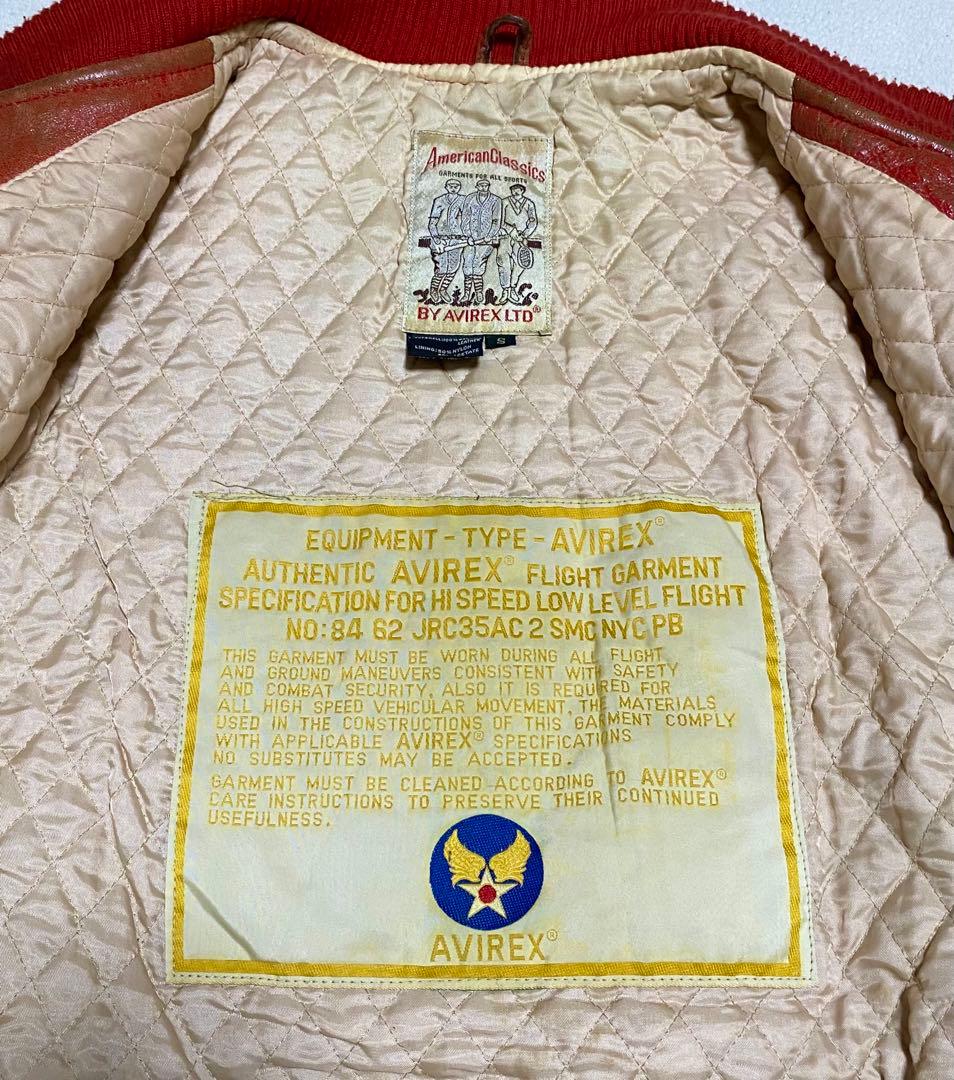 AmericanClassics
GARMENTS FOR ALL SPORTS
BY AVIREX LTD®
LEATHER
LINING: 50% NYLON
S
EQUIPMENT - TYPE - AVIREX®
AUTHENTIC AVIREX® FLIGHT GARMENT
SPECIFICATION FOR HI SPEED LOW LEVEL FLIGHT
NO: 84 62 JRC35AC 2 SMC NYC PB
THIS GARMENT MUST BE WORN DURING ALL FLIGHT
AND GROUND MANEUVERS CONSISTENT WITH SAFETY
AND COMBAT SECURITY. ALSO IT IS REQUIRED FOR
ALL HIGH SPEED VEHICULAR MOVEMENT, THE MATERIALS
USED IN THE CONSTRUCTIONS OF THIS GARMENT COMPLY
WITH APPLICABLE AVIREX® SPECIFICATIONS
NO SUBSTITUTES MAY BE ACCEPTED.
GARMENT MUST BE CLEANED ACCORDING TO AVIREX®
CARE INSTRUCTIONS TO PRESERVE THEIR CONTINUED
USEFULNESS.
AVIREX®